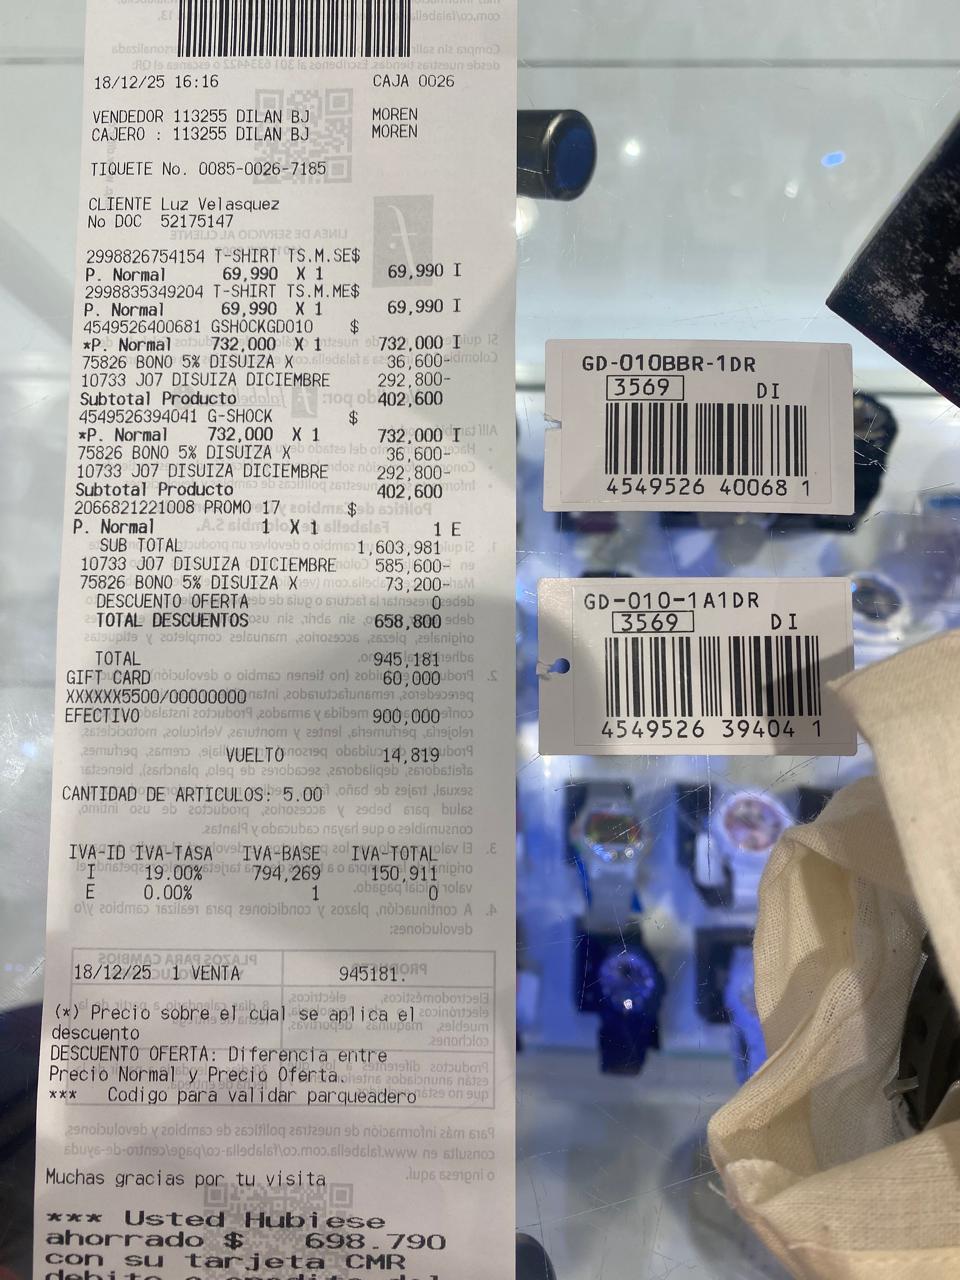 18/12/25 16:16 CAJA 0026
VENDEDOR 113255 DILAN BJ MOREN
CAJERO : 113255 DILAN BJ MOREN
TIQUETE No. 0085-0026-7185
CLIENTE Luz Velasquez
No DOC 52175147
2998826754154 T-SHIRT TS.M.SE$
P. Normal 69,990 X 1 69,990 I
2998835349204 T-SHIRT TS.M.ME$
P. Normal 69,990 X 1 69,990 I
4549526400681 GSHOCKGD010 $
*P. Normal 732,000 X 1 732,000 I
75826 BONO 5% DISUIZA X 36,600-
10733 J07 DISUIZA DICIEMBRE 292,800-
Subtotal Producto 402,600
4549526394041 G-SHOCK $
*P. Normal 732,000 X 1 732,000 I
75826 BONO 5% DISUIZA X 36,600-
10733 J07 DISUIZA DICIEMBRE 292,800-
Subtotal Producto 402,600
2066821221008 PROMO 17 $
P. Normal 1 X 1 1 E
SUB TOTAL 1,603,981
10733 J07 DISUIZA DICIEMBRE 585,600-
75826 BONO 5% DISUIZA X 73,200-
DESCUENTO OFERTA 0
TOTAL DESCUENTOS 658,800
TOTAL 945,181
GIFT CARD 60,000
XXXXXX5500/00000000
EFECTIVO 900,000
VUELTO 14,819
CANTIDAD DE ARTICULOS: 5.00
IVA-ID IVA-TASA IVA-BASE IVA-TOTAL
I 19.00% 794,269 150,911
E 0.00% 1 0
18/12/25 1 VENTA 945181.
(*) Precio sobre el cual se aplica el
descuento
DESCUENTO OFERTA: Diferencia entre
Precio Normal y Precio Oferta.
*** Codigo para validar parqueadero
Muchas gracias por tu visita
*** Usted Hubiese
ahorrado $ 698.790
con su tarjeta CMR
GD-010BBR-1DR
3569 DI
4549526 40068 1
GD-010-1A1DR
3569 DI
4549526 39404 1